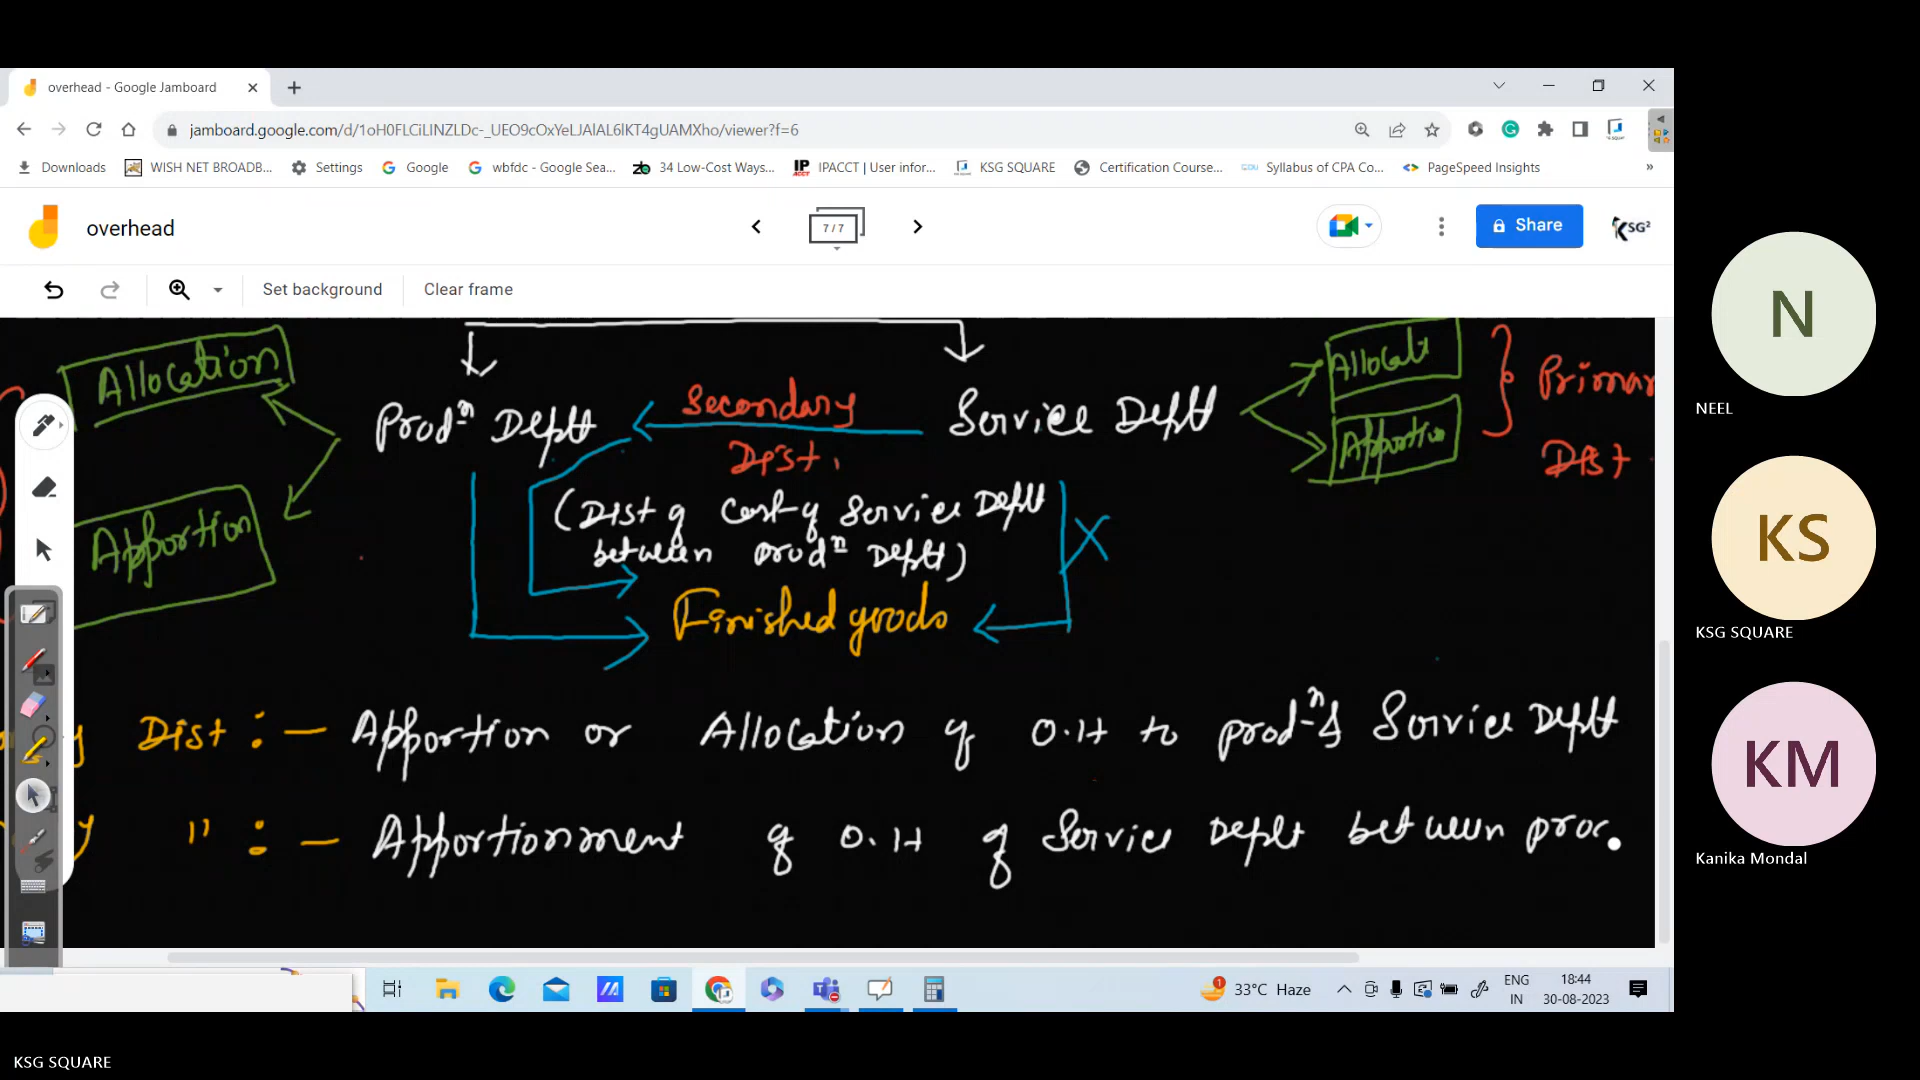 overhead - Google Jamboard
jamboard.google.com/d/1oH0FLCiLINZLDc-_UEO9cOxYeLJAlAL6lKT4gUAMXho/viewer?f=6
Downloads WISH NET BROADB... Settings Google wbfdc - Google Sea... 34 Low-Cost Ways... IPACCT | User infor... KSG SQUARE Certification Course... Syllabus of CPA Co... PageSpeed Insights »
overhead
7 / 7
Share
KSG²
Set background Clear frame
Allocation
Allocati
Primar
Prodⁿ Deptt
Secondary
Service Deptt
Apportion
Dist.
Dist
Apportion
(Dist of Cost of Service Deptt
between prodⁿ Deptt)
X
Finished goods
y Dist :- Apportion or Allocation of O.H to prodⁿ & Service Deptt
y " :- Apportionment of O.H of Service Deptt between proc
N
NEEL
KS
KSG SQUARE
KM
Kanika Mondal
1 33°C Haze
ENG
IN
18:44
30-08-2023
KSG SQUARE